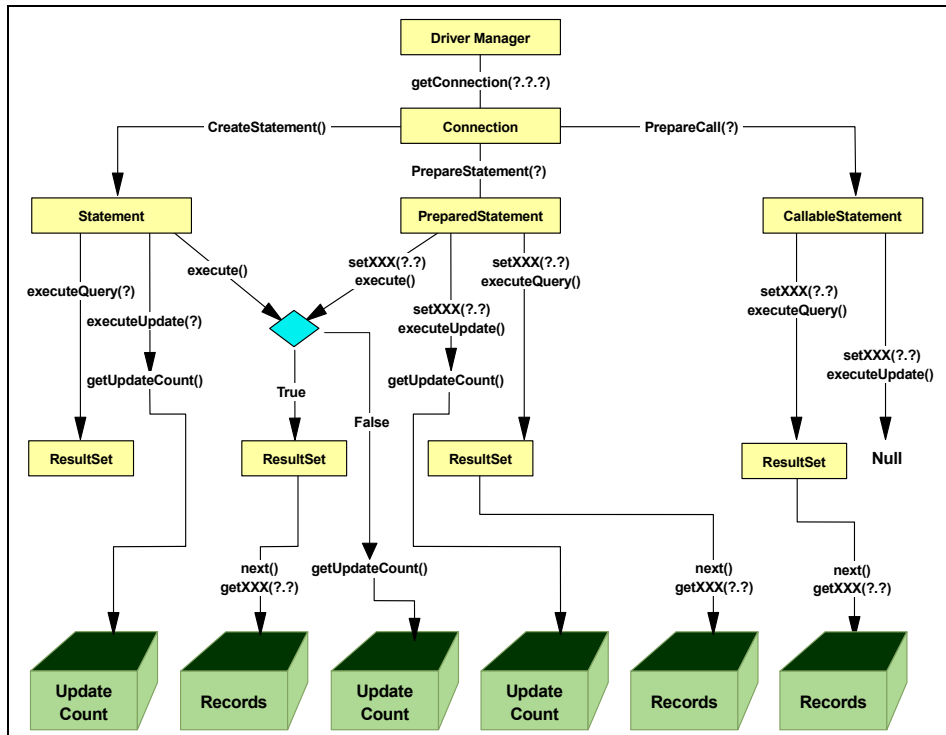 Driver Manager
getConnection(?.?.?)
CreateStatement()
Connection
PrepareCall(?)
PrepareStatement(?)
Statement
PreparedStatement
CallableStatement
execute()
setXXX(?.?)
execute()
setXXX(?.?)
executeQuery()
executeQuery(?)
setXXX(?.?)
executeQuery()
executeUpdate(?)
setXXX(?.?)
executeUpdate()
setXXX(?.?)
executeUpdate()
getUpdateCount()
getUpdateCount()
True
False
ResultSet
ResultSet
ResultSet
ResultSet
Null
next()
getXXX(?.?)
getUpdateCount()
next()
getXXX(?.?)
next()
getXXX(?.?)
Update
Count
Records
Update
Count
Update
Count
Records
Records